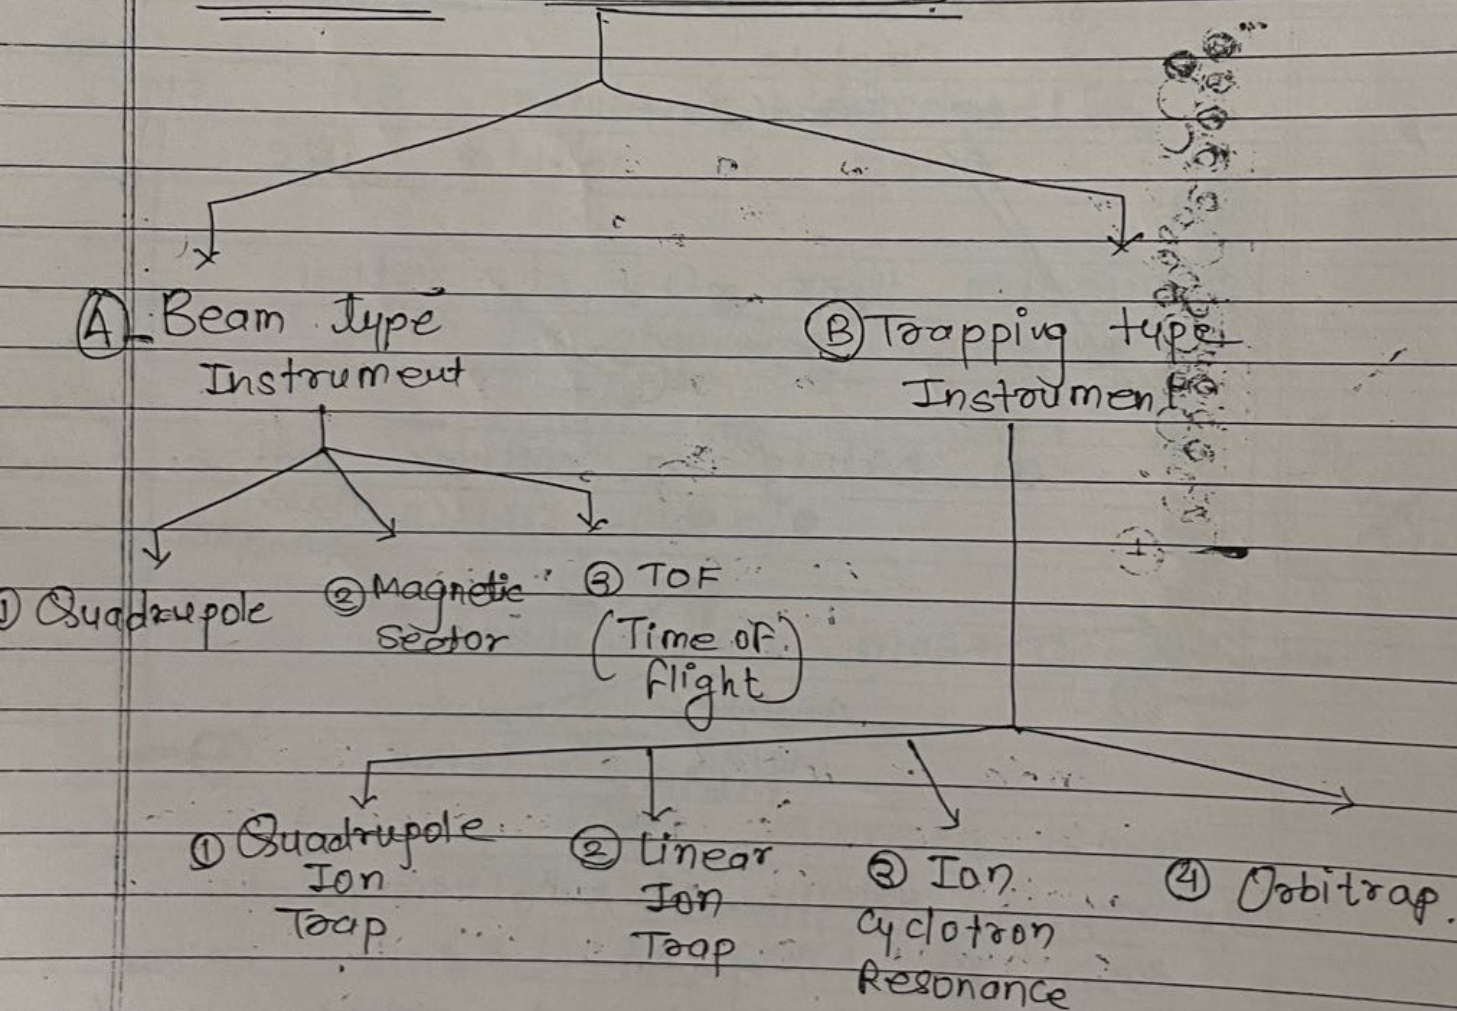 Ⓐ Beam type
Instrument
Ⓑ Trapping type
Instrument
① Quadrupole
② Magnetic
Sector
③ TOF
(Time of
flight)
① Quadrupole
Ion
Trap
② Linear
Ion
Trap
③ Ion
Cyclotron
Resonance
④ Orbitrap.